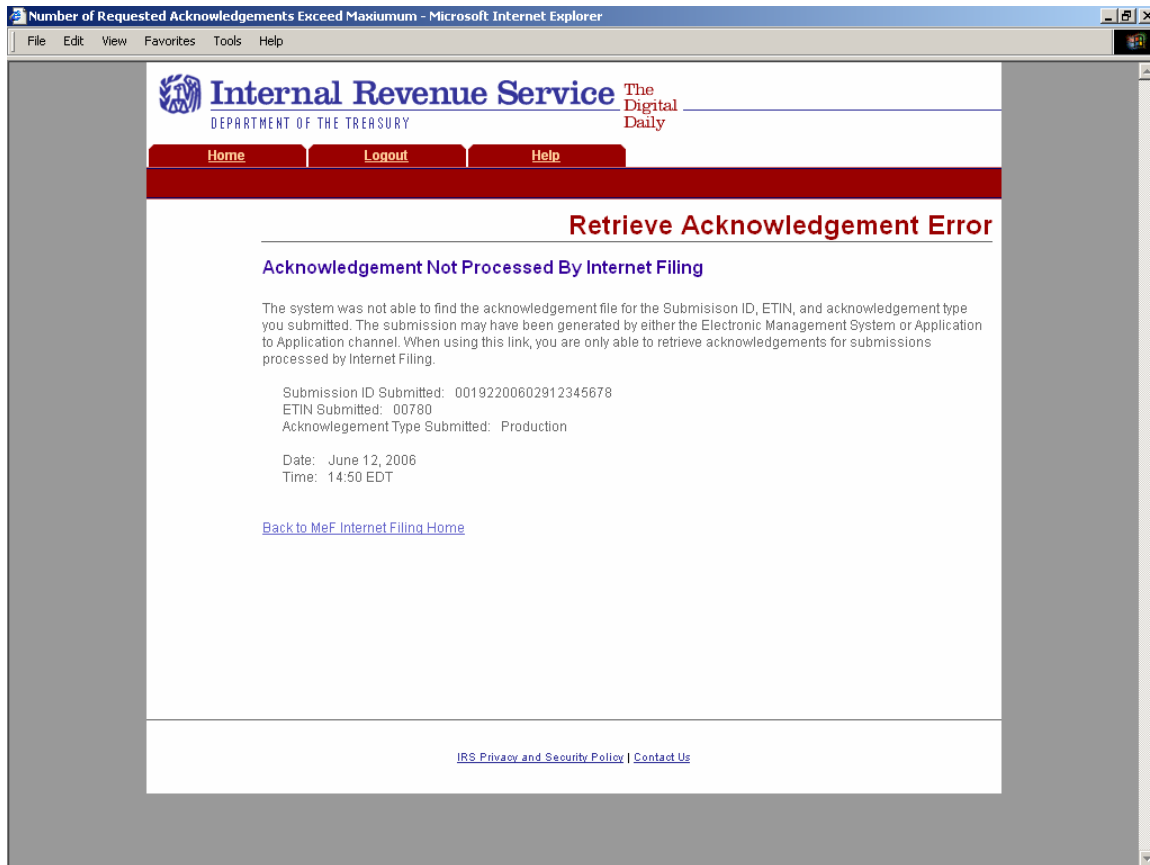 Number of Requested Acknowledgements Exceed Maxiumum - Microsoft Internet Explorer
File Edit View Favorites Tools Help
Internal Revenue Service
DEPARTMENT OF THE TREASURY
The
Digital
Daily
Home Logout Help
Retrieve Acknowledgement Error
Acknowledgement Not Processed By Internet Filing
The system was not able to find the acknowledgement file for the Submisison ID, ETIN, and acknowledgement type
you submitted. The submission may have been generated by either the Electronic Management System or Application
to Application channel. When using this link, you are only able to retrieve acknowledgements for submissions
processed by Internet Filing.
Submission ID Submitted: 00192200602912345678
ETIN Submitted: 00780
Acknowlegement Type Submitted: Production
Date: June 12, 2006
Time: 14:50 EDT
Back to MeF Internet Filing Home
IRS Privacy and Security Policy | Contact Us